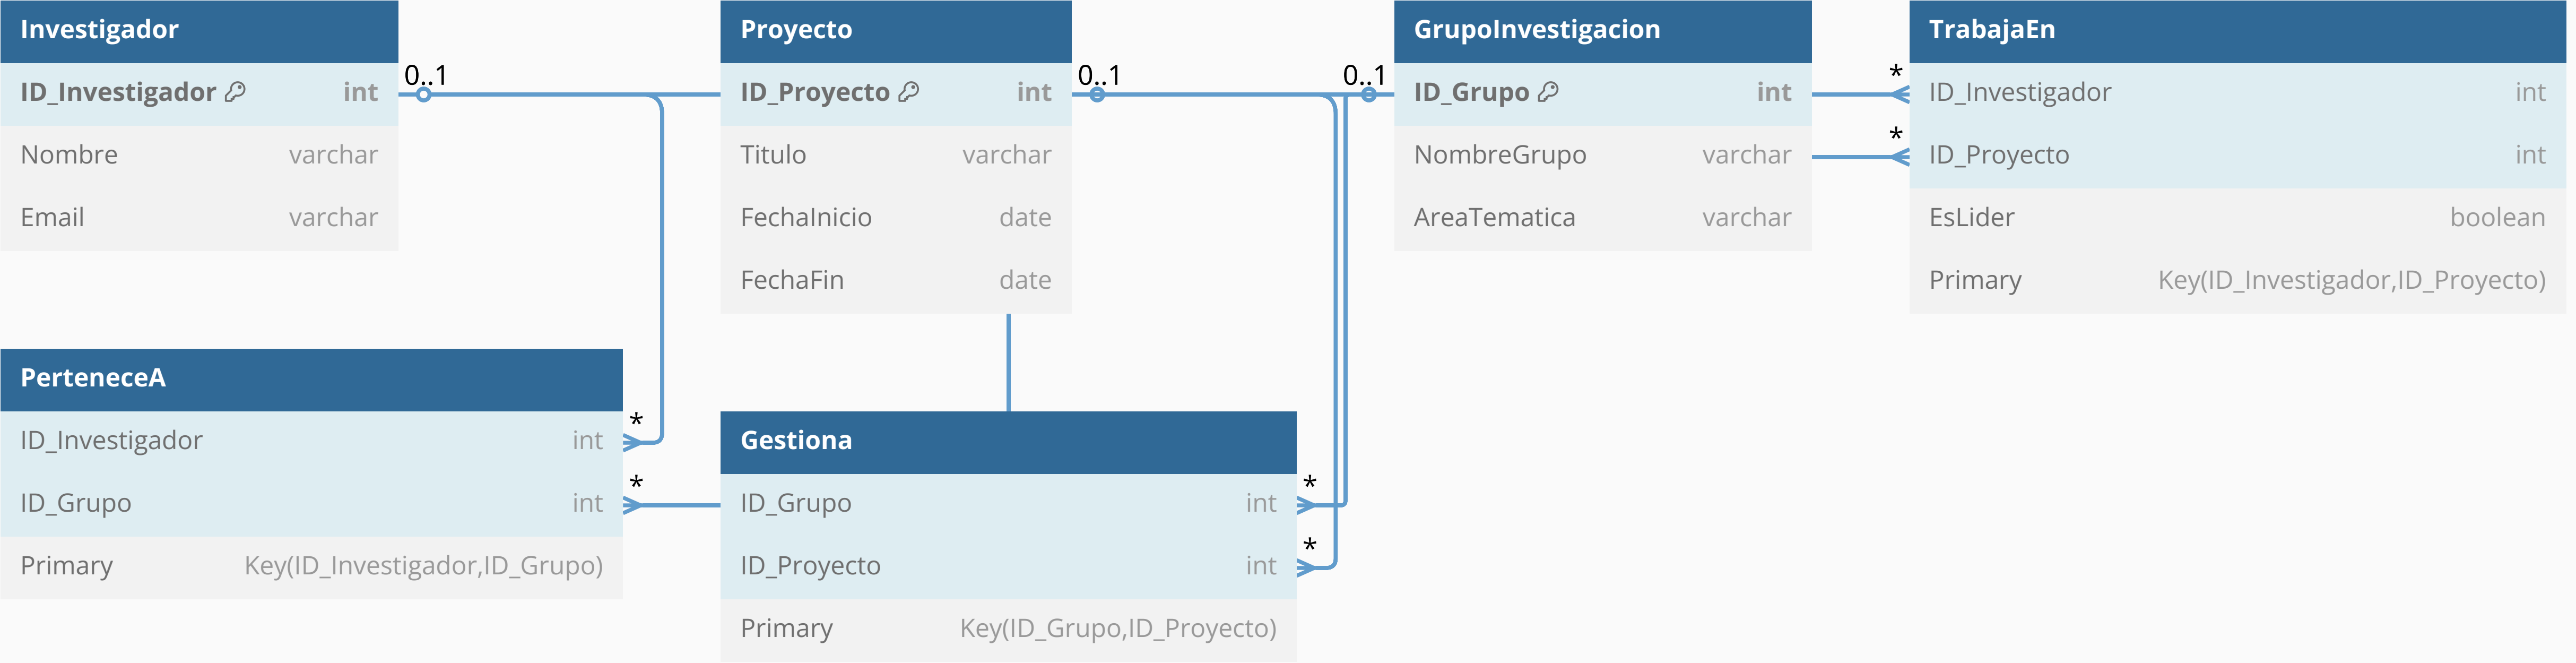 Investigador
ID_Investigador int
Nombre varchar
Email varchar
0..1
Proyecto
ID_Proyecto int
Titulo varchar
FechaInicio date
FechaFin date
0..1
0..1
GrupoInvestigacion
ID_Grupo int
NombreGrupo varchar
AreaTematica varchar
*
*
TrabajaEn
ID_Investigador int
ID_Proyecto int
EsLider boolean
Primary Key(ID_Investigador,ID_Proyecto)
PerteneceA
ID_Investigador int
ID_Grupo int
Primary Key(ID_Investigador,ID_Grupo)
*
*
Gestiona
ID_Grupo int
ID_Proyecto int
Primary Key(ID_Grupo,ID_Proyecto)
*
*